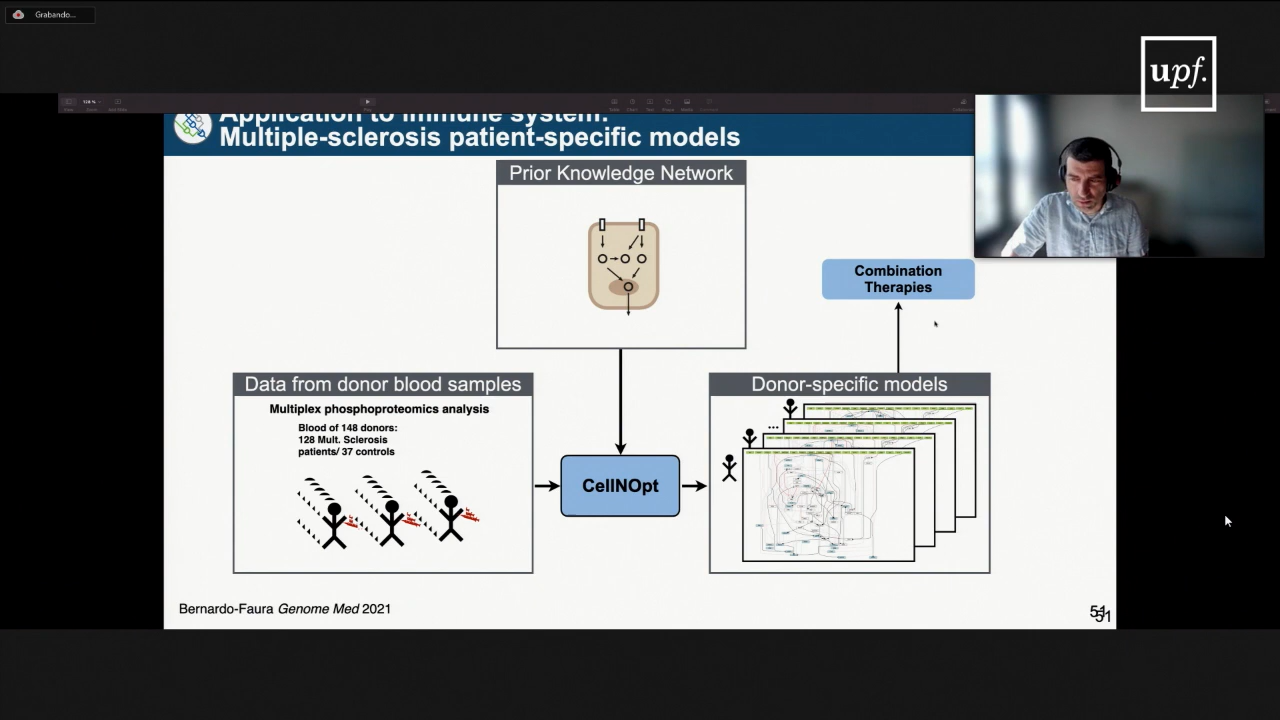 Grabando...
upf.
128 %
Application to immune system:
Multiple-sclerosis patient-specific models
Prior Knowledge Network
Combination
Therapies
Data from donor blood samples
Multiplex phosphoproteomics analysis
Blood of 148 donors:
128 Mult. Sclerosis
patients/ 37 controls
CellNOpt
Donor-specific models
...
Bernardo-Faura Genome Med 2021
51
51